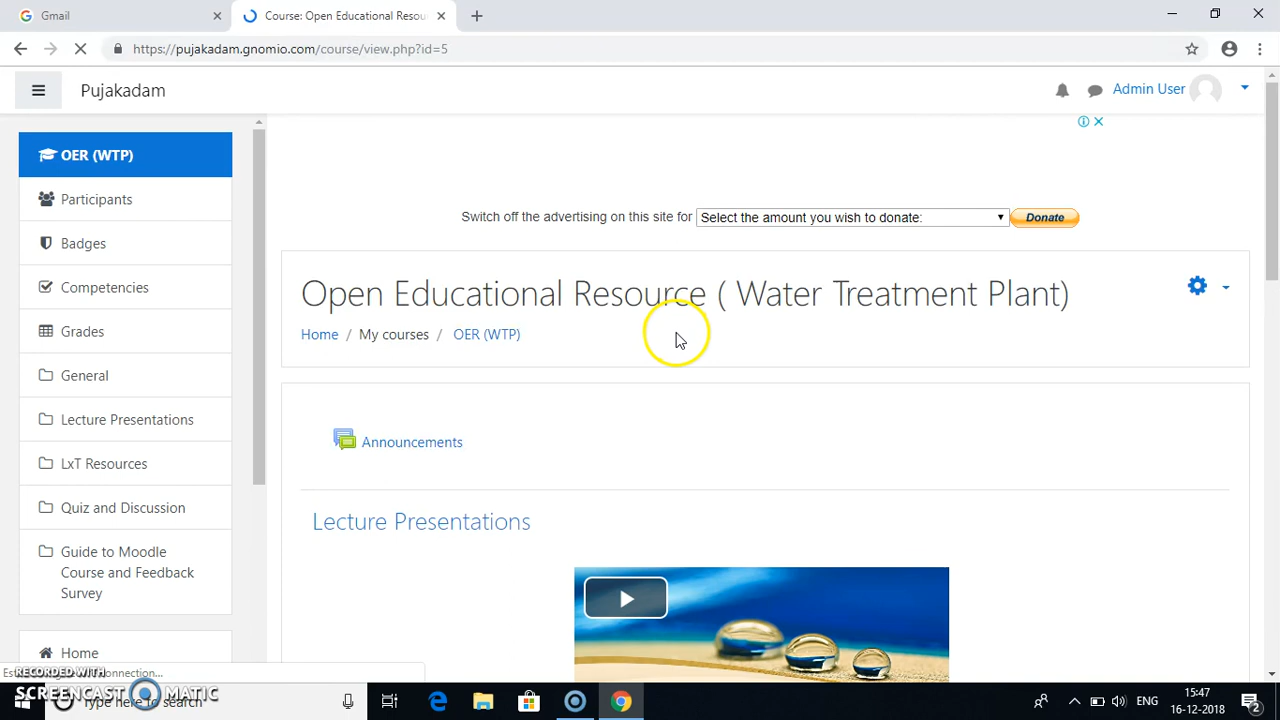 Gmail
Course: Open Educational Resou
https://pujakadam.gnomio.com/course/view.php?id=5
Pujakadam
Admin User
OER (WTP)
Participants
Badges
Competencies
Grades
General
Lecture Presentations
LxT Resources
Quiz and Discussion
Guide to Moodle
Course and Feedback
Survey
Home
Switch off the advertising on this site for
Select the amount you wish to donate:
Donate
Open Educational Resource ( Water Treatment Plant)
Home / My courses / OER (WTP)
Announcements
Lecture Presentations
RECORDED WITH
SCREENCAST MATIC
Type here to search
ENG
15:47
16-12-2018
2